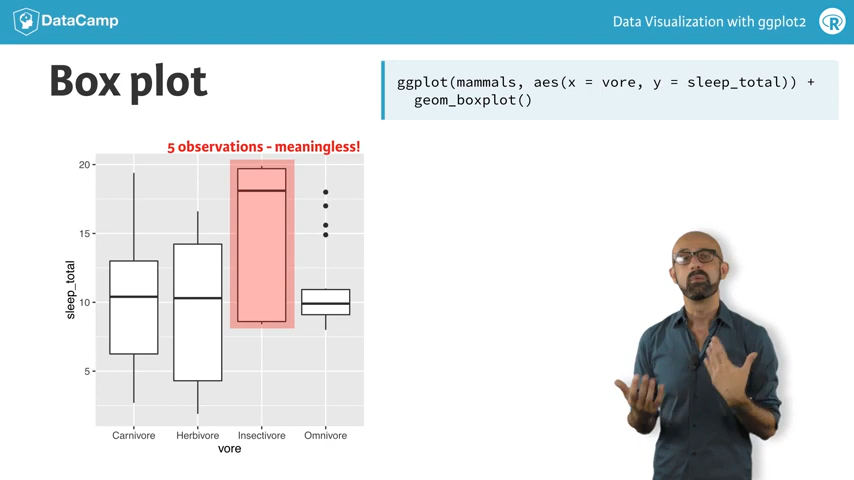 DataCamp
Data Visualization with ggplot2
R
Box plot
ggplot(mammals, aes(x = vore, y = sleep_total)) +
geom_boxplot()
5 observations - meaningless!
20
15
10
5
sleep_total
Carnivore Herbivore Insectivore Omnivore
vore